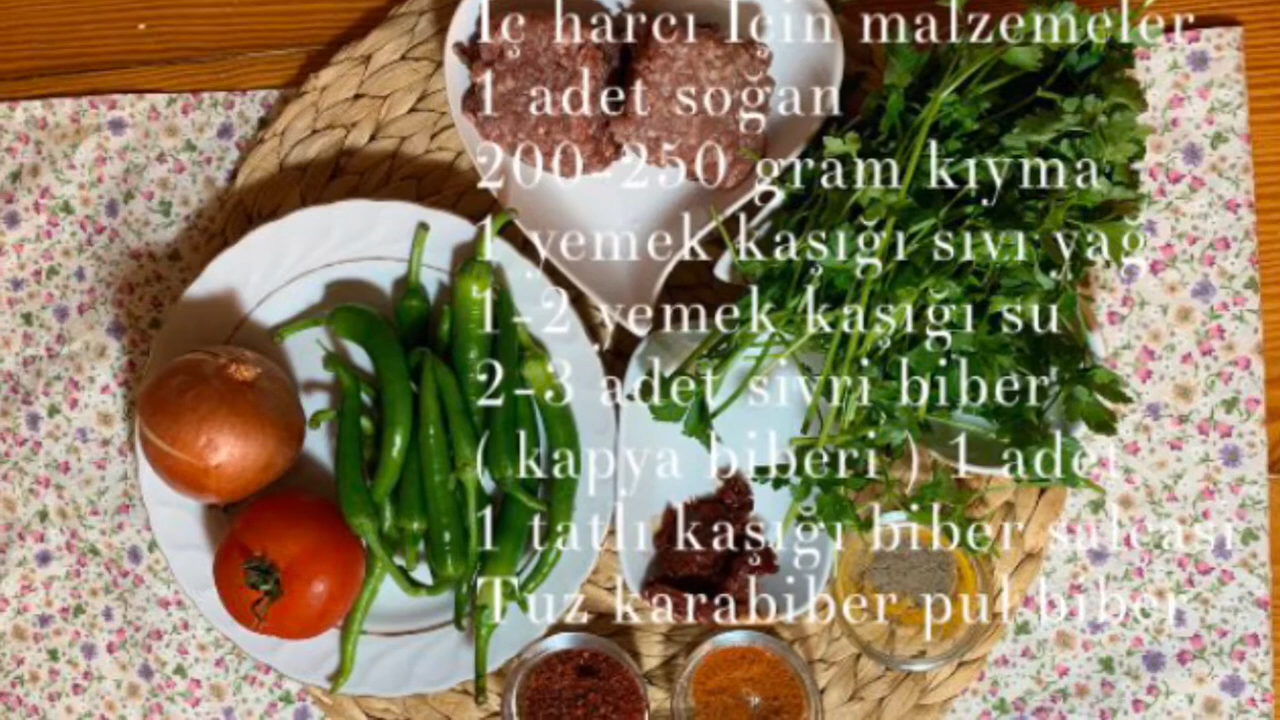 İç harcı İçin malzemeler
1 adet soğan
200-250 gram kıyma
1 yemek kaşığı sıvı yağ
1-2 yemek kaşığı su
2-3 adet sivri biber
( kapya biberi ) 1 adet
1 tatlı kaşığı biber salçası
Tuz karabiber pul biber